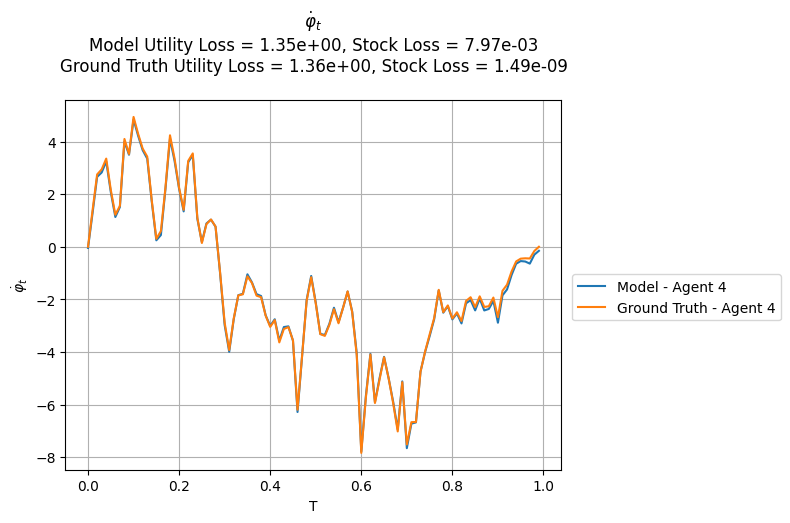 φ̇ₜ
Model Utility Loss = 1.35e+00, Stock Loss = 7.97e-03
Ground Truth Utility Loss = 1.36e+00, Stock Loss = 1.49e-09
4
2
0
−2
−4
−6
−8
φ̇ₜ
0.0 0.2 0.4 0.6 0.8 1.0
T
Model - Agent 4
Ground Truth - Agent 4